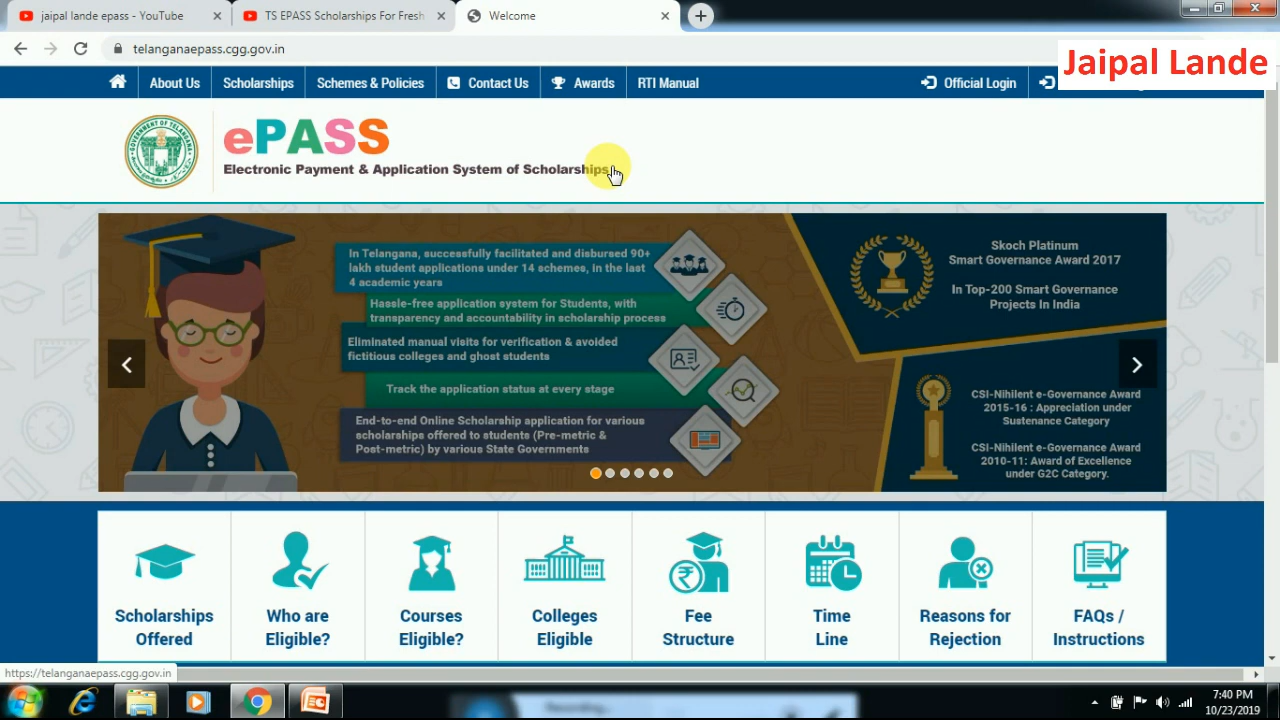 jaipal lande epass - YouTube
TS EPASS Scholarships For Fresh
Welcome
telanganaepass.cgg.gov.in
Jaipal Lande
About Us
Scholarships
Schemes & Policies
Contact Us
Awards
RTI Manual
Official Login
ePASS
Electronic Payment & Application System of Scholarships
In Telangana, successfully facilitated and disbursed 90+
lakh student applications under 14 schemes, in the last
4 academic years
Hassle-free application system for Students, with
transparency and accountability in scholarship process
Eliminated manual visits for verification & avoided
fictitious colleges and ghost students
Track the application status at every stage
End-to-end Online Scholarship application for various
scholarships offered to students (Pre-metric &
Post-metric) by various State Governments
Skoch Platinum
Smart Governance Award 2017
In Top-200 Smart Governance
Projects In India
CSI-Nihilent e-Governance Award
2015-16 : Appreciation under
Sustenance Category
CSI-Nihilent e-Governance Award
2010-11: Award of Excellence
under G2C Category.
Scholarships
Offered
Who are
Eligible?
Courses
Eligible?
Colleges
Eligible
Fee
Structure
Time
Line
Reasons for
Rejection
FAQs /
Instructions
https://telanganaepass.cgg.gov.in
Recording...
7:40 PM
10/23/2019